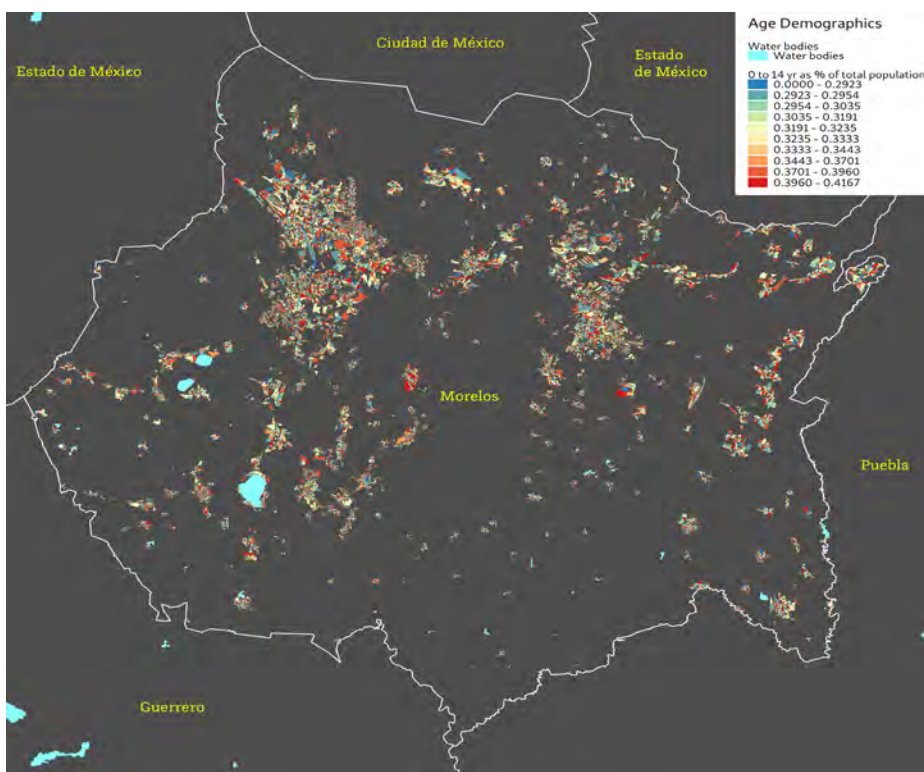 Age Demographics
Water bodies
Water bodies
0 to 14 yr as % of total population
0.0000 - 0.2923
0.2923 - 0.2954
0.2954 - 0.3035
0.3035 - 0.3191
0.3191 - 0.3235
0.3235 - 0.3333
0.3333 - 0.3443
0.3443 - 0.3701
0.3701 - 0.3960
0.3960 - 0.4167
Ciudad de México
Estado de México
Estado
de México
Morelos
Puebla
Guerrero